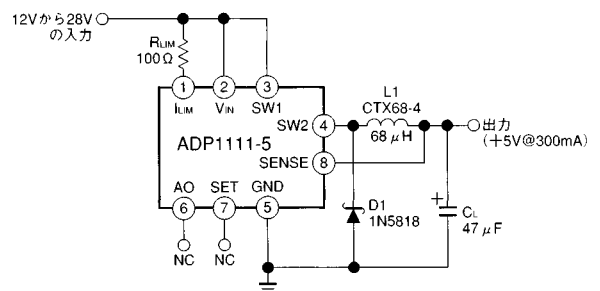 12Vから28V
の入力
RLIM
100Ω
1
2
3
ILIM
VIN
SW1
L1
CTX68-4
68μH
SW2
4
出力
(+5V@300mA)
ADP1111-5
SENSE
8
AO
SET
GND
6
7
5
D1
1N5818
+
CL
47μF
NC
NC